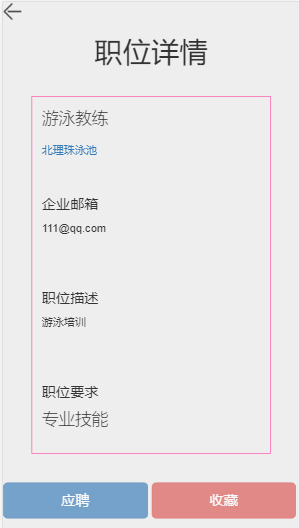 职位详情
游泳教练
北理珠泳池
企业邮箱
111@qq.com
职位描述
游泳培训
职位要求
专业技能
应聘
收藏